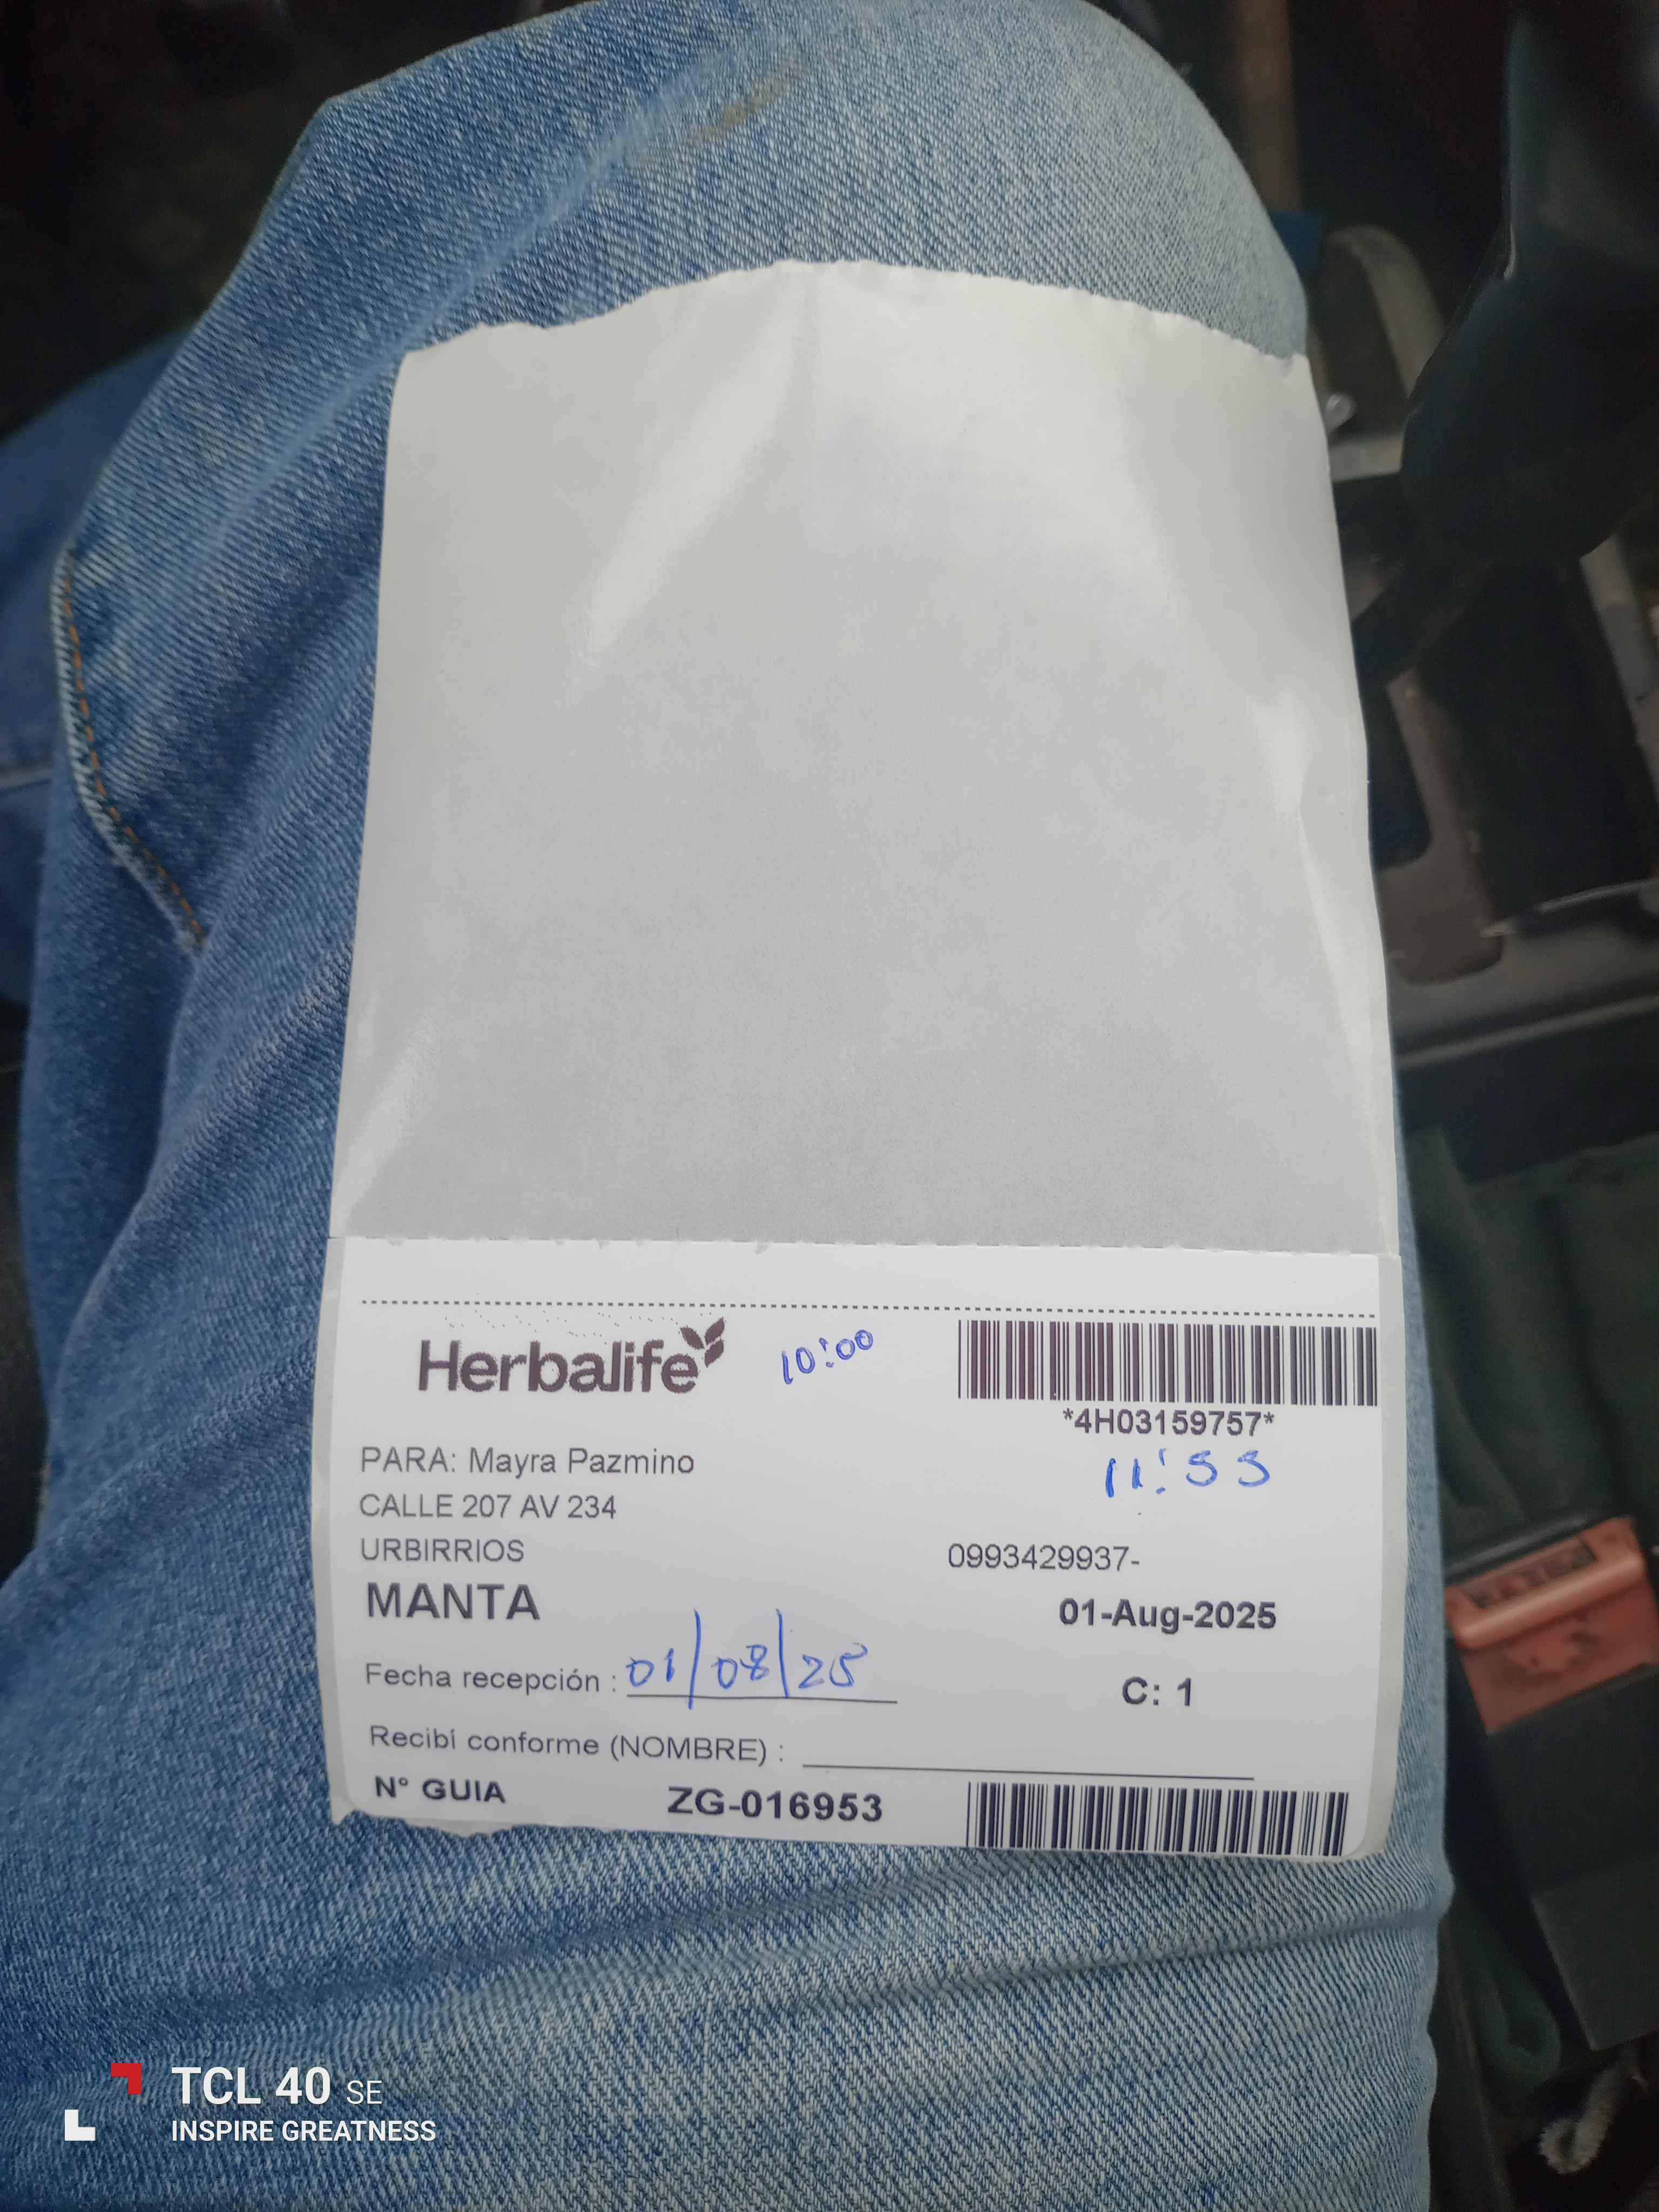 Herbalife 10:00
*4H03159757*
PARA: Mayra Pazmino
11:53
CALLE 207 AV 234
URBIRRIOS
0993429937-
MANTA
01-Aug-2025
Fecha recepción : 01/08/25
C: 1
Recibí conforme (NOMBRE) :
N° GUIA ZG-016953
TCL 40 SE
INSPIRE GREATNESS